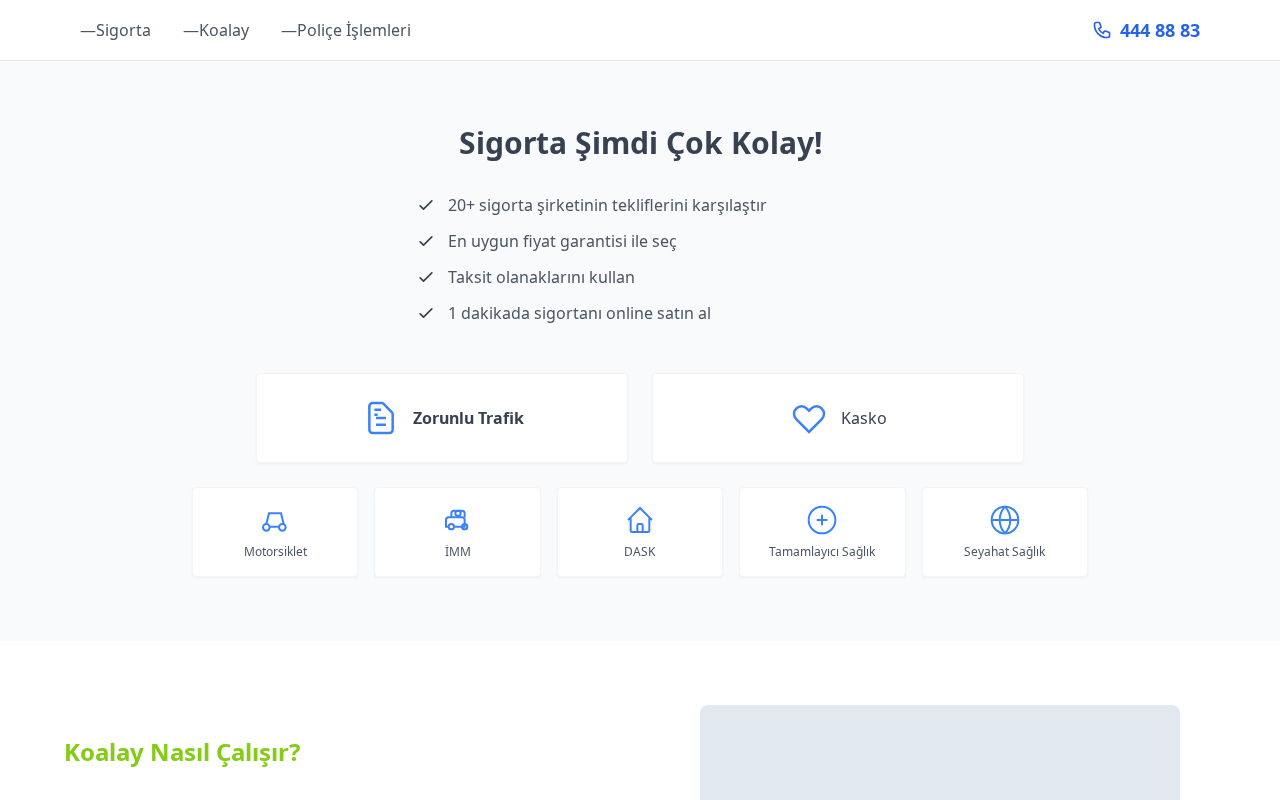 —Sigorta —Koalay —Poliçe İşlemleri 444 88 83
Sigorta Şimdi Çok Kolay!
20+ sigorta şirketinin tekliflerini karşılaştır
En uygun fiyat garantisi ile seç
Taksit olanaklarını kullan
1 dakikada sigortanı online satın al
Zorunlu Trafik Kasko
Motorsiklet İMM DASK Tamamlayıcı Sağlık Seyahat Sağlık
Koalay Nasıl Çalışır?